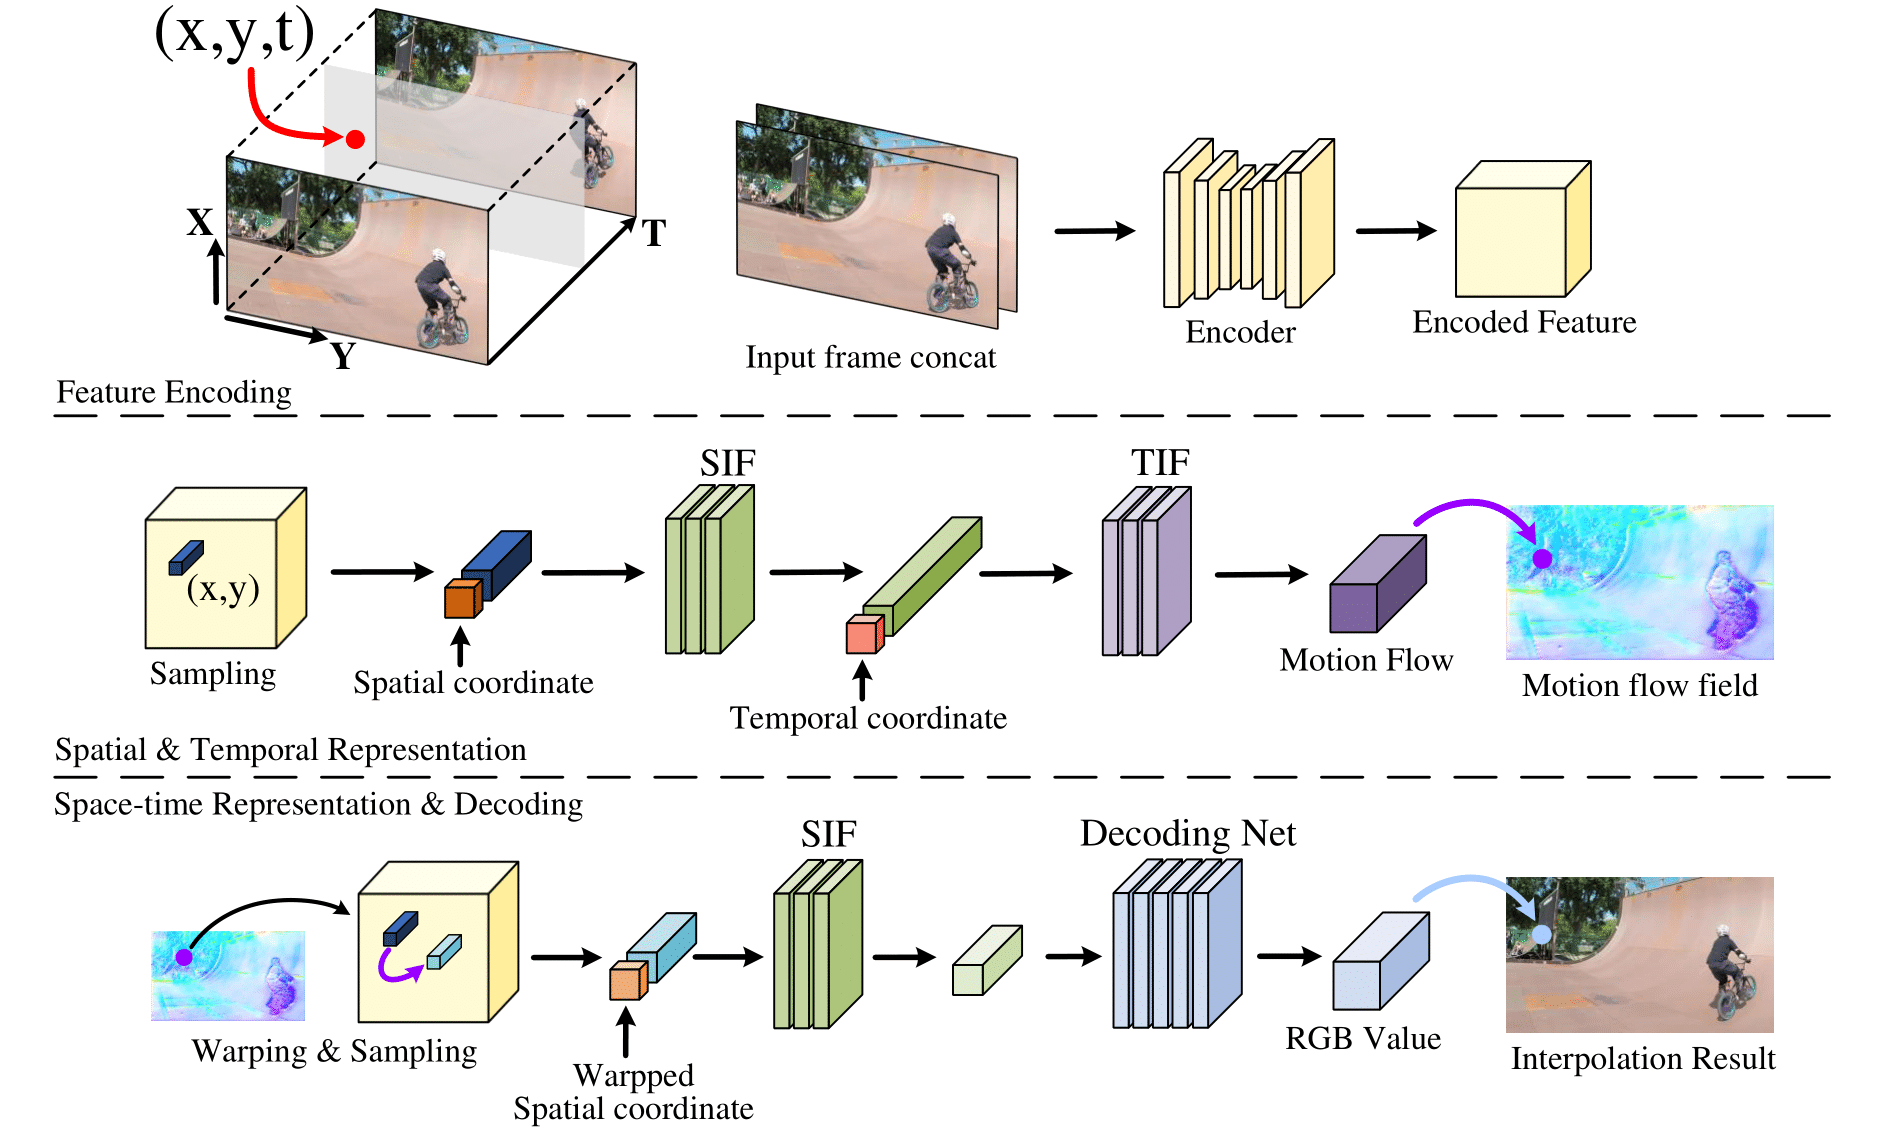 (x,y,t)
X
Y
T
Input frame concat
Encoder
Encoded Feature
Feature Encoding
SIF
TIF
(x,y)
Sampling
Spatial coordinate
Temporal coordinate
Motion Flow
Motion flow field
Spatial & Temporal Representation
Space-time Representation & Decoding
SIF
Decoding Net
Warping & Sampling
Warpped
Spatial coordinate
RGB Value
Interpolation Result